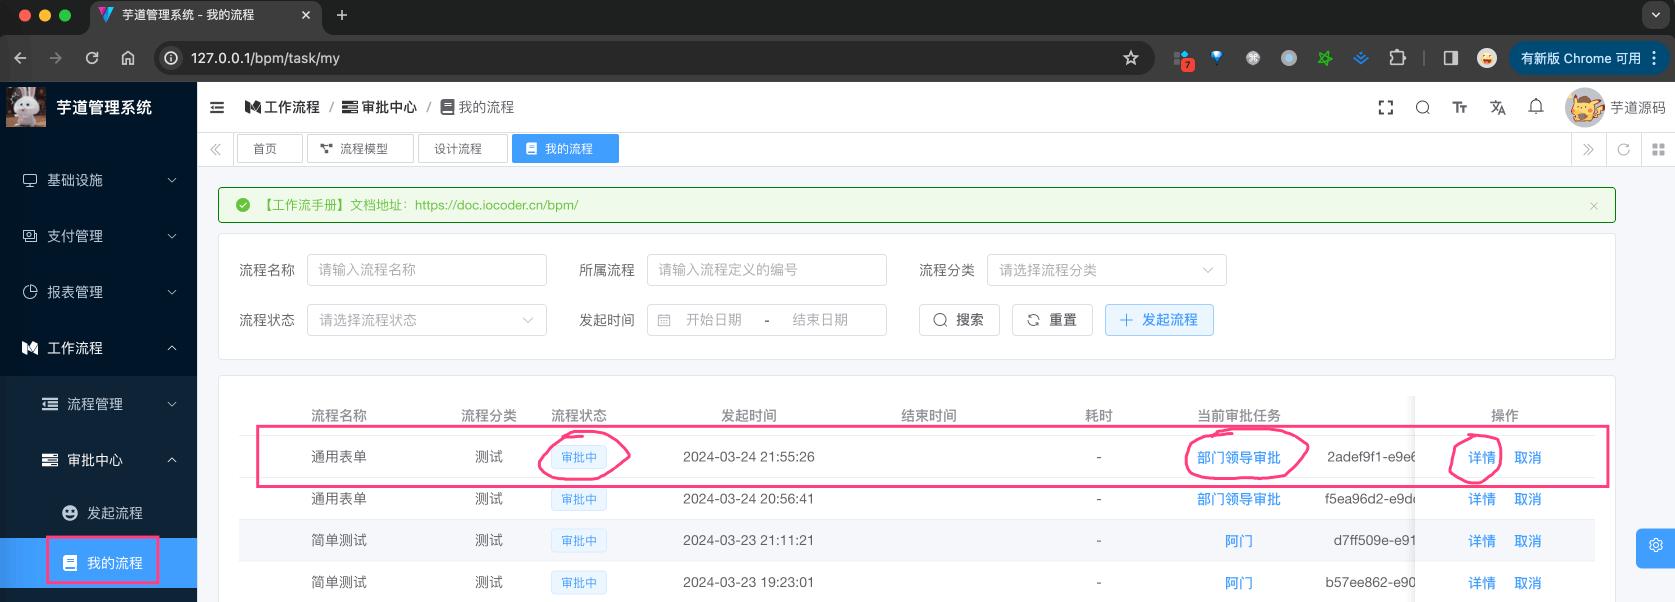 芋道管理系统 - 我的流程
127.0.0.1/bpm/task/my
7
有新版 Chrome 可用
芋道管理系统
工作流程 / 审批中心 / 我的流程
芋道源码
首页
流程模型
设计流程
我的流程
基础设施
支付管理
报表管理
工作流程
流程管理
审批中心
发起流程
我的流程
【工作流手册】文档地址：https://doc.iocoder.cn/bpm/
流程名称 请输入流程名称 所属流程 请输入流程定义的编号 流程分类 请选择流程分类
流程状态 请选择流程状态 发起时间 开始日期 - 结束日期 搜索 重置 发起流程
流程名称 流程分类 流程状态 发起时间 结束时间 耗时 当前审批任务 操作
通用表单 测试 审批中 2024-03-24 21:55:26 - 部门领导审批 2adef9f1-e9e6 详情 取消
通用表单 测试 审批中 2024-03-24 20:56:41 - 部门领导审批 f5ea96d2-e9dc 详情 取消
简单测试 测试 审批中 2024-03-23 21:11:21 - 阿门 d7ff509e-e91 详情 取消
简单测试 测试 审批中 2024-03-23 19:23:01 - 阿门 b57ee862-e90 详情 取消